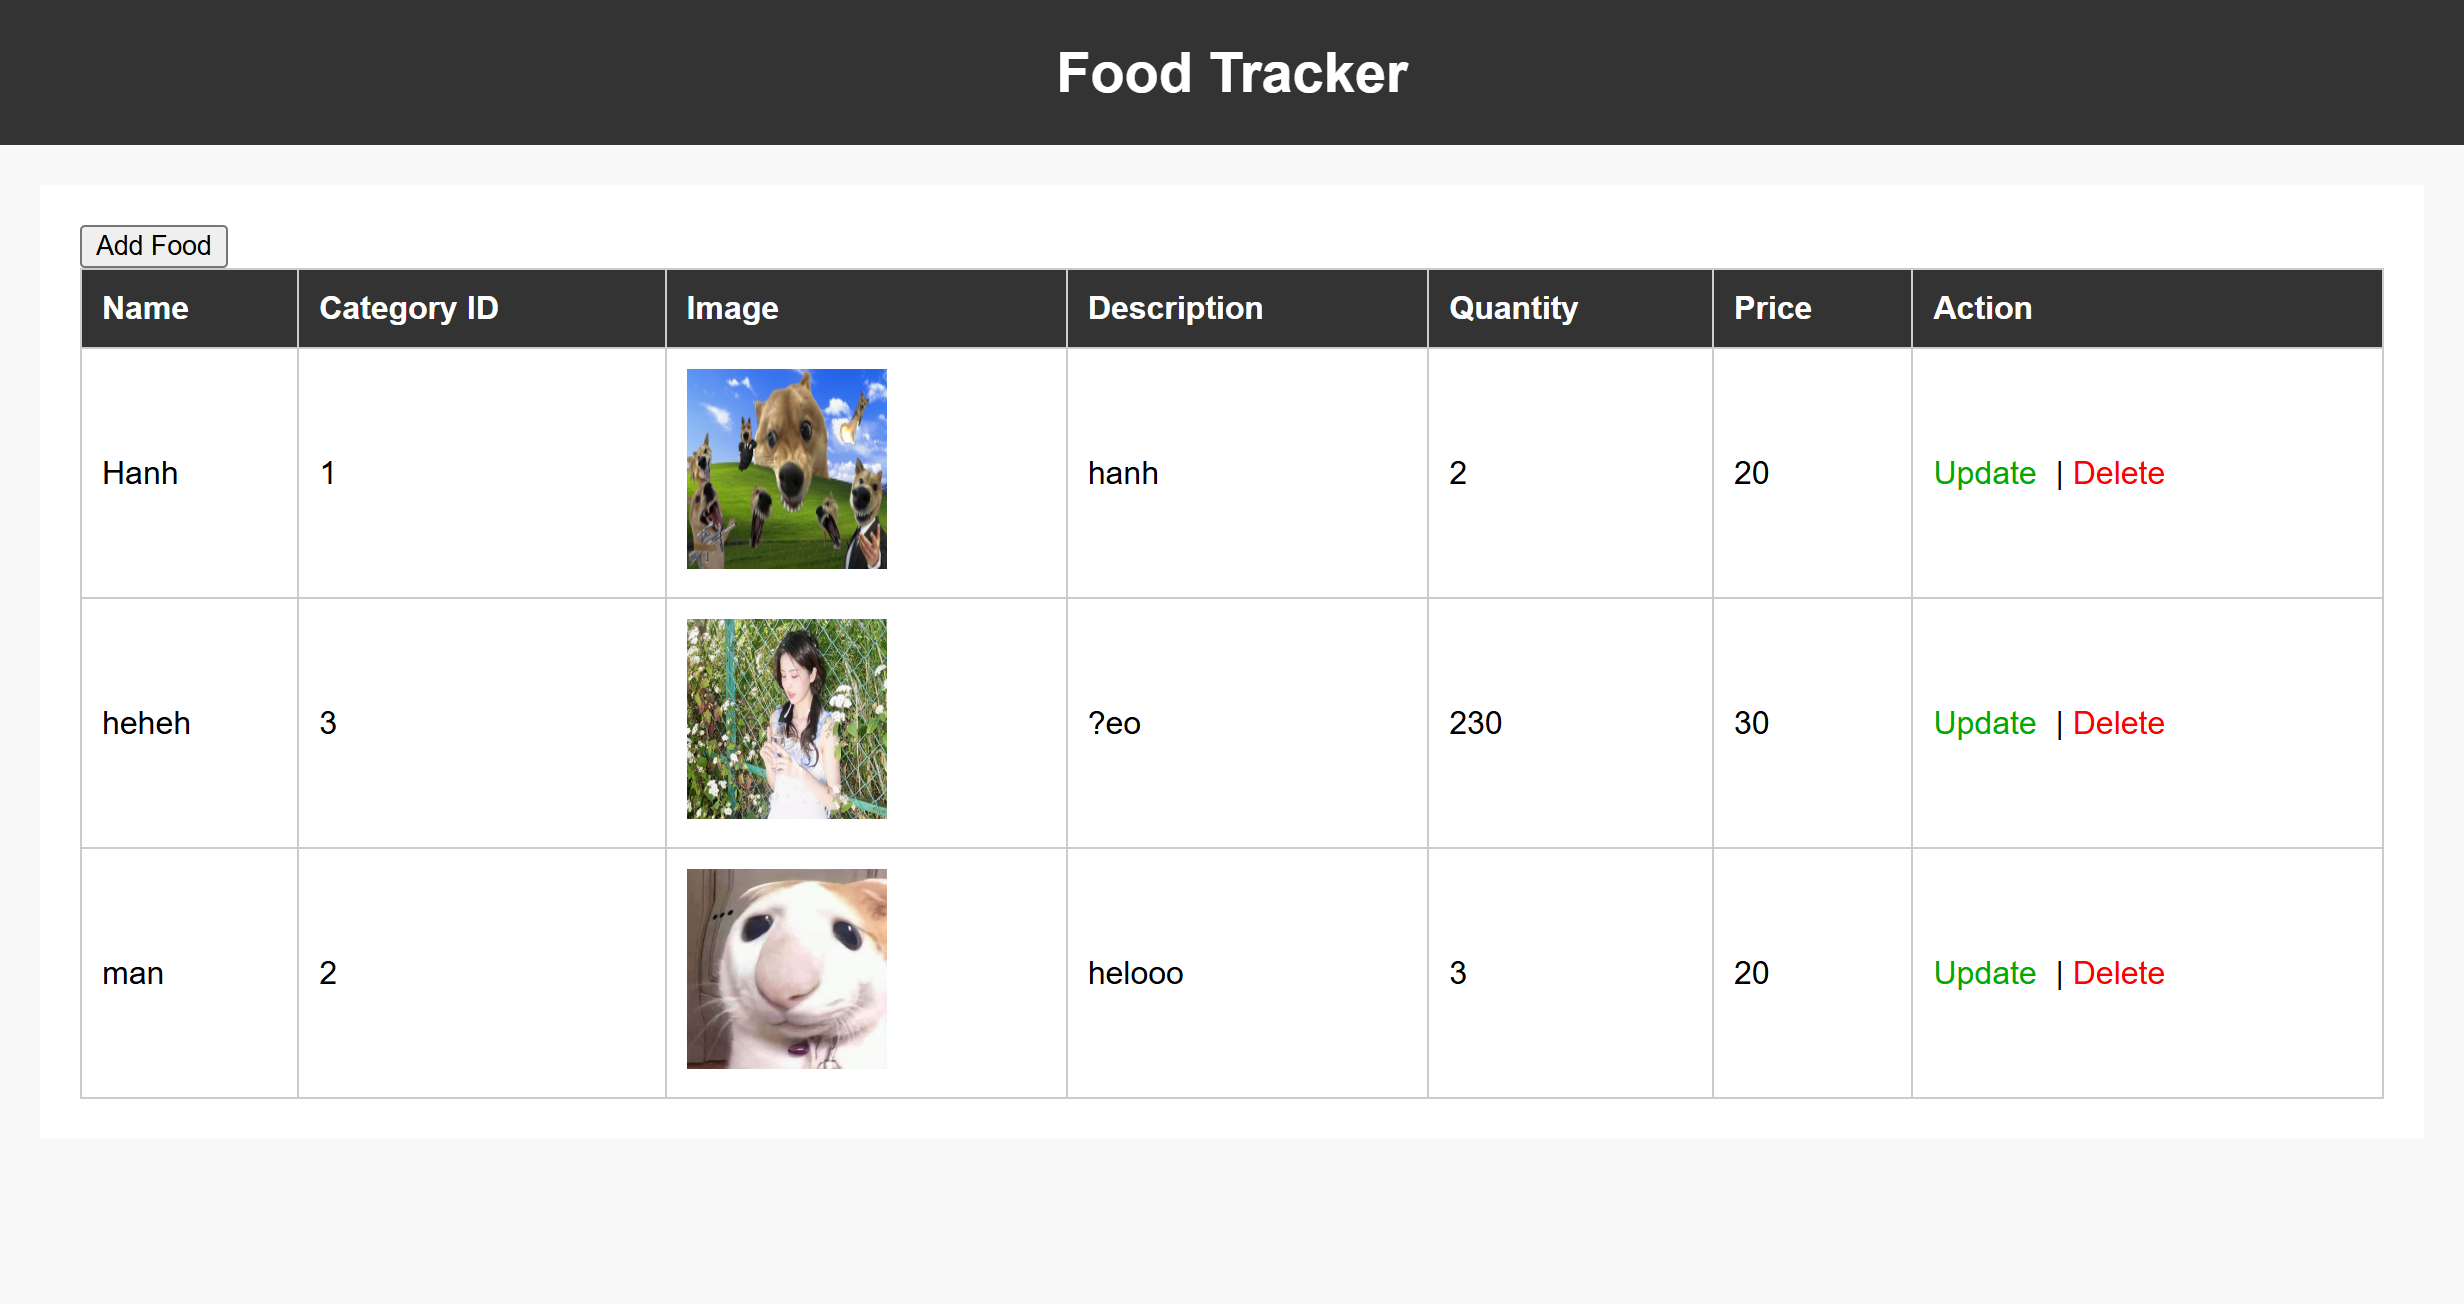 Food Tracker
Add Food
Name Category ID Image Description Quantity Price Action
Hanh 1 hanh 2 20 Update | Delete
heheh 3 ?eo 230 30 Update | Delete
man 2 helooo 3 20 Update | Delete